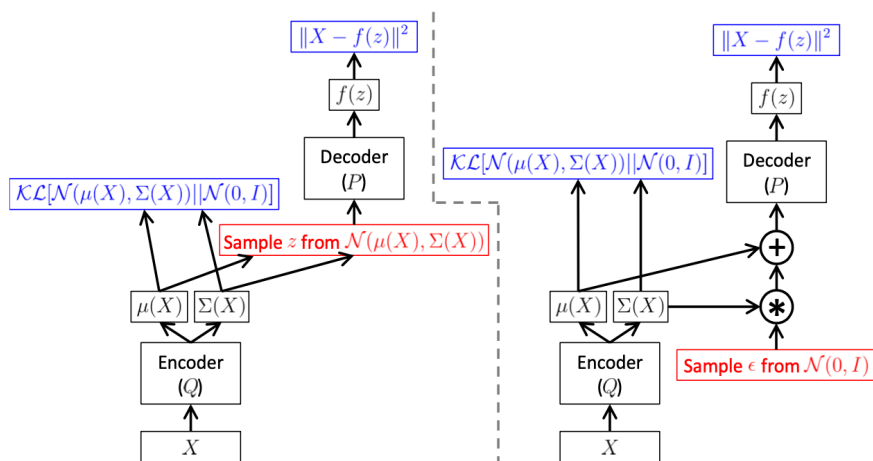 ‖X − f(z)‖²
f(z)
Decoder
(P)
𝒦ℒ[𝒩(μ(X), Σ(X))||𝒩(0, I)]
Sample z from 𝒩(μ(X), Σ(X))
μ(X)
Σ(X)
Encoder
(Q)
X
‖X − f(z)‖²
f(z)
Decoder
(P)
𝒦ℒ[𝒩(μ(X), Σ(X))||𝒩(0, I)]
+
μ(X)
Σ(X)
*
Encoder
(Q)
Sample ϵ from 𝒩(0, I)
X